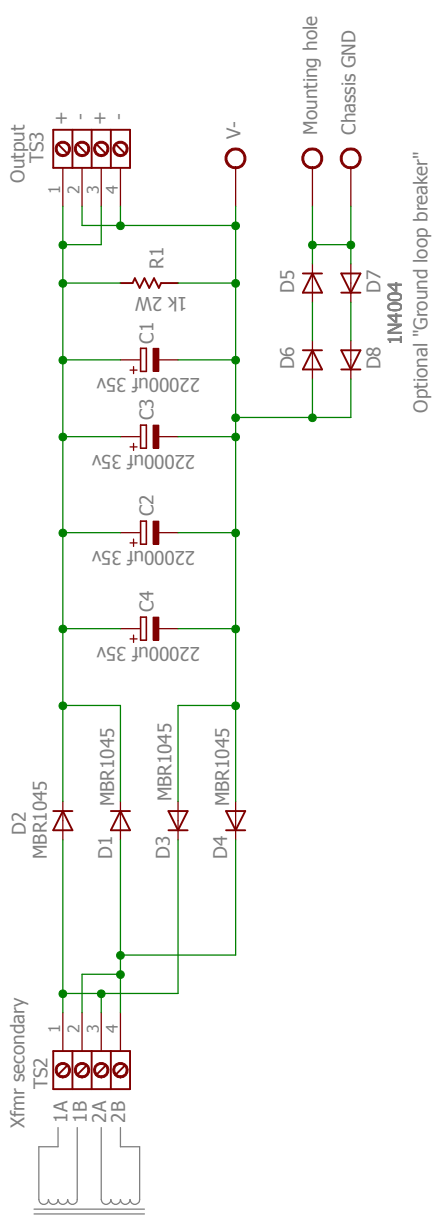 Xfmr secondary
TS2
1A
1B
2A
2B
1
2
3
4
D2
MBR1045
D1
MBR1045
D3
MBR1045
D4
MBR1045
C4
22000uf 35v
C2
22000uf 35v
C3
22000uf 35v
C1
22000uf 35v
R1
1k 2W
Output
TS3
1
2
3
4
+
-
+
-
V-
Mounting hole
Chassis GND
D5
D6
D7
D8
1N4004
Optional "Ground loop breaker"